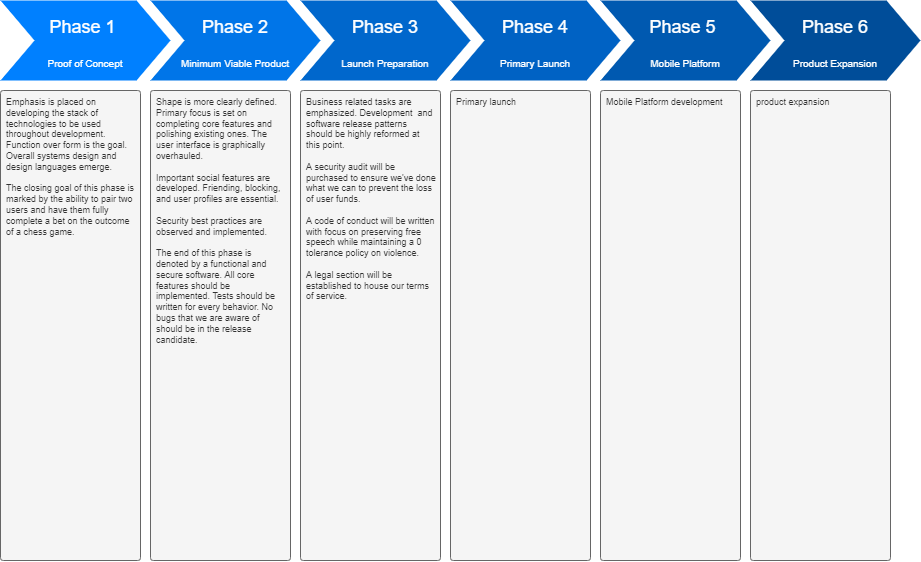 Phase 1
Proof of Concept
Phase 2
Minimum Viable Product
Phase 3
Launch Preparation
Phase 4
Primary Launch
Phase 5
Mobile Platform
Phase 6
Product Expansion
Emphasis is placed on
developing the stack of
technologies to be used
throughout development.
Function over form is the goal.
Overall systems design and
design languages emerge.
The closing goal of this phase is
marked by the ability to pair two
users and have them fully
complete a bet on the outcome
of a chess game.
Shape is more clearly defined.
Primary focus is set on
completing core features and
polishing existing ones. The
user interface is graphically
overhauled.
Important social features are
developed. Friending, blocking,
and user profiles are essential.
Security best practices are
observed and implemented.
The end of this phase is
denoted by a functional and
secure software. All core
features should be
implemented. Tests should be
written for every behavior. No
bugs that we are aware of
should be in the release
candidate.
Business related tasks are
emphasized. Development and
software release patterns
should be highly reformed at
this point.
A security audit will be
purchased to ensure we've done
what we can to prevent the loss
of user funds.
A code of conduct will be written
with focus on preserving free
speech while maintaining a 0
tolerance policy on violence.
A legal section will be
established to house our terms
of service.
Primary launch
Mobile Platform development
product expansion